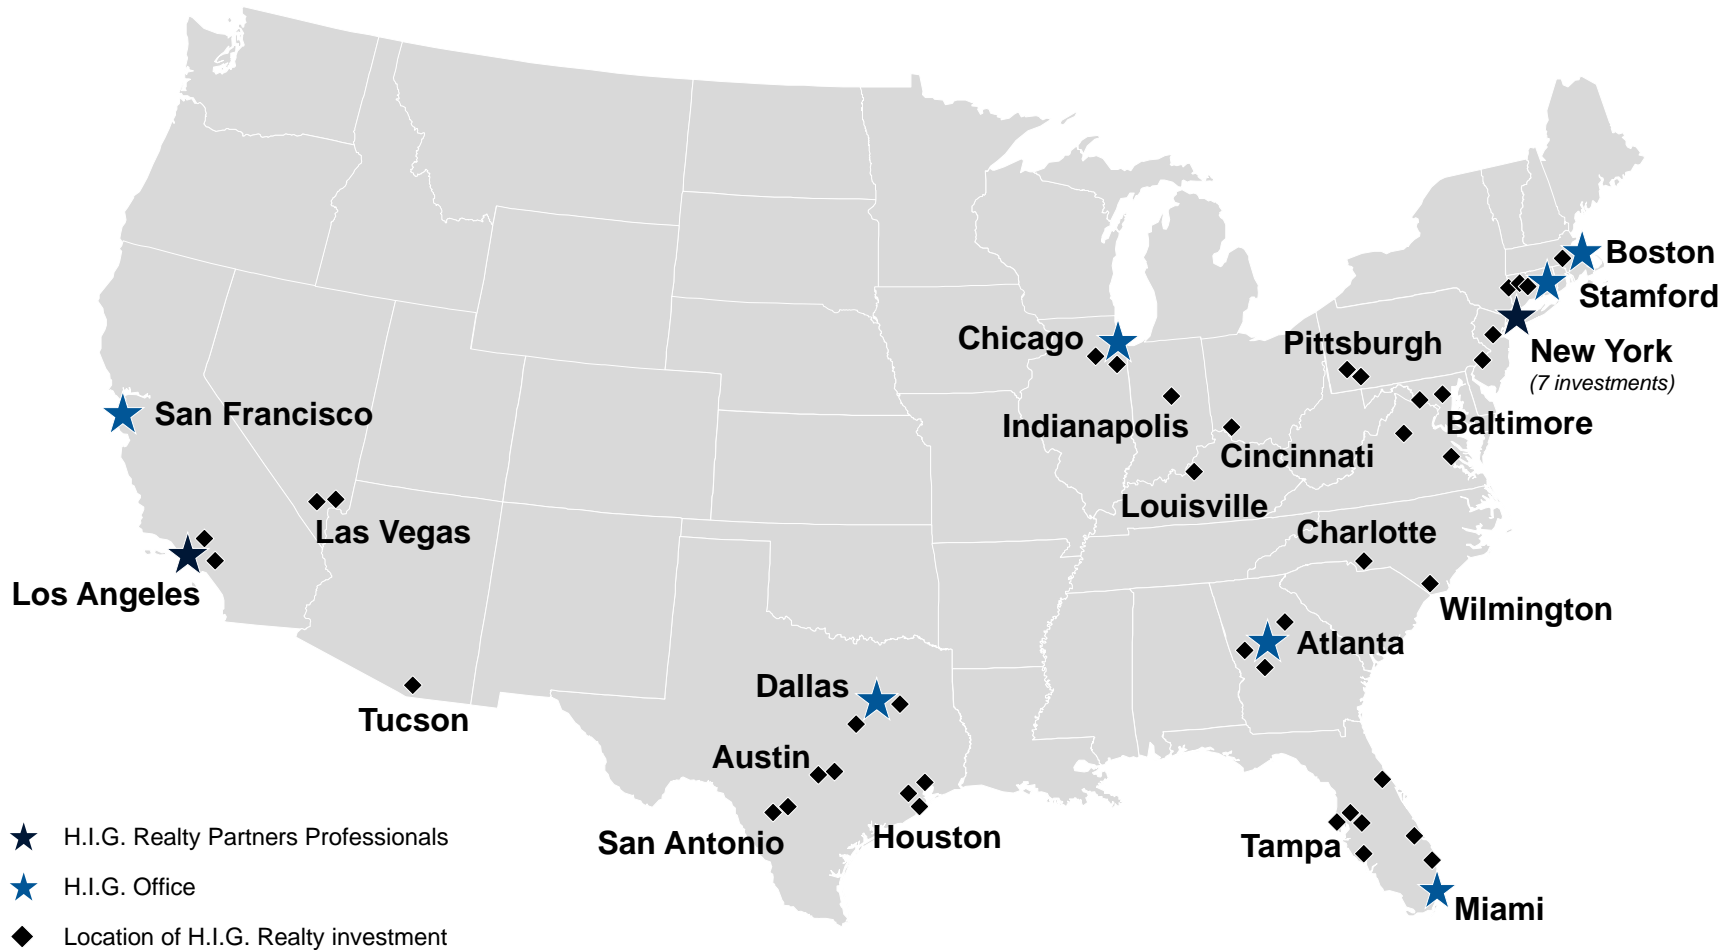 Boston
Stamford
Chicago
Pittsburgh
New York
(7 investments)
San Francisco
Indianapolis
Baltimore
Cincinnati
Louisville
Las Vegas
Charlotte
Los Angeles
Wilmington
Atlanta
Dallas
Tucson
Austin
San Antonio
Houston
Tampa
Miami
H.I.G. Realty Partners Professionals
H.I.G. Office
Location of H.I.G. Realty investment